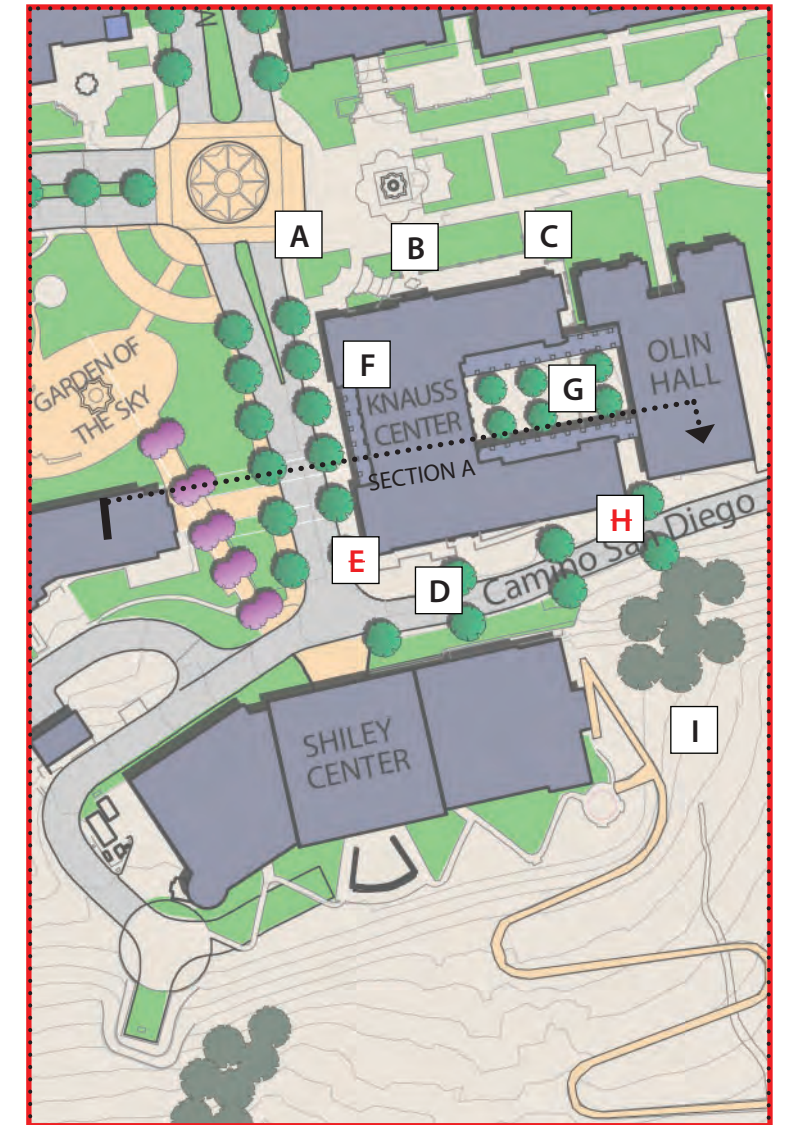 M
A
B
C
GARDEN OF
THE SKY
F
KNAUSS
CENTER
G
OLIN
HALL
SECTION A
H
E
D
Camino San Diego
I
SHILEY
CENTER